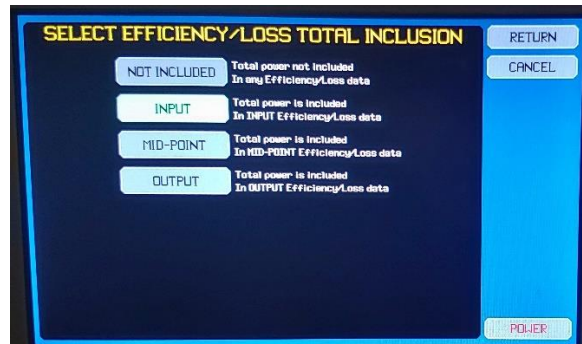 SELECT EFFICIENCY/LOSS TOTAL INCLUSION
RETURN
CANCEL
NOT INCLUDED
Total power not included
In any Efficiency/Loss data
INPUT
Total power is included
In INPUT Efficiency/Loss data
MID-POINT
Total power is included
In MID-POINT Efficiency/Loss data
OUTPUT
Total power is included
In OUTPUT Efficiency/Loss data
POWER